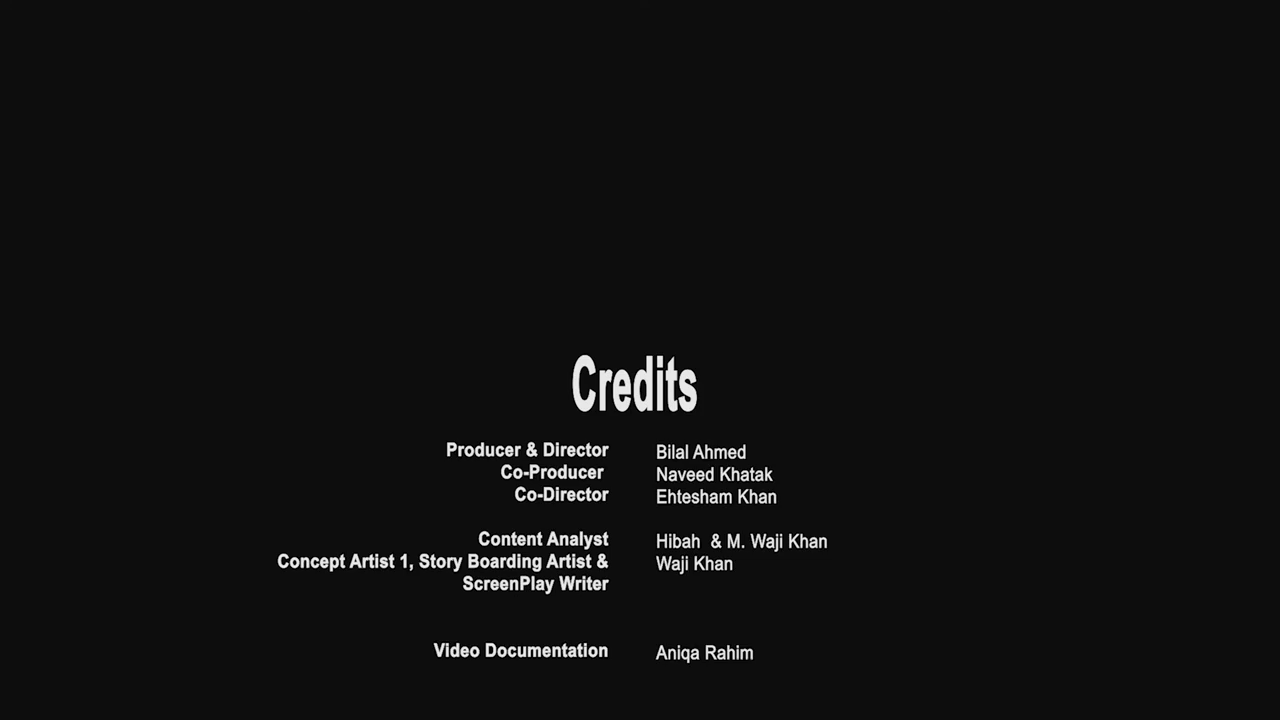 Credits
Producer & Director Bilal Ahmed
Co-Producer Naveed Khatak
Co-Director Ehtesham Khan
Content Analyst Hibah & M. Waji Khan
Concept Artist 1, Story Boarding Artist & Waji Khan
ScreenPlay Writer
Video Documentation Aniqa Rahim